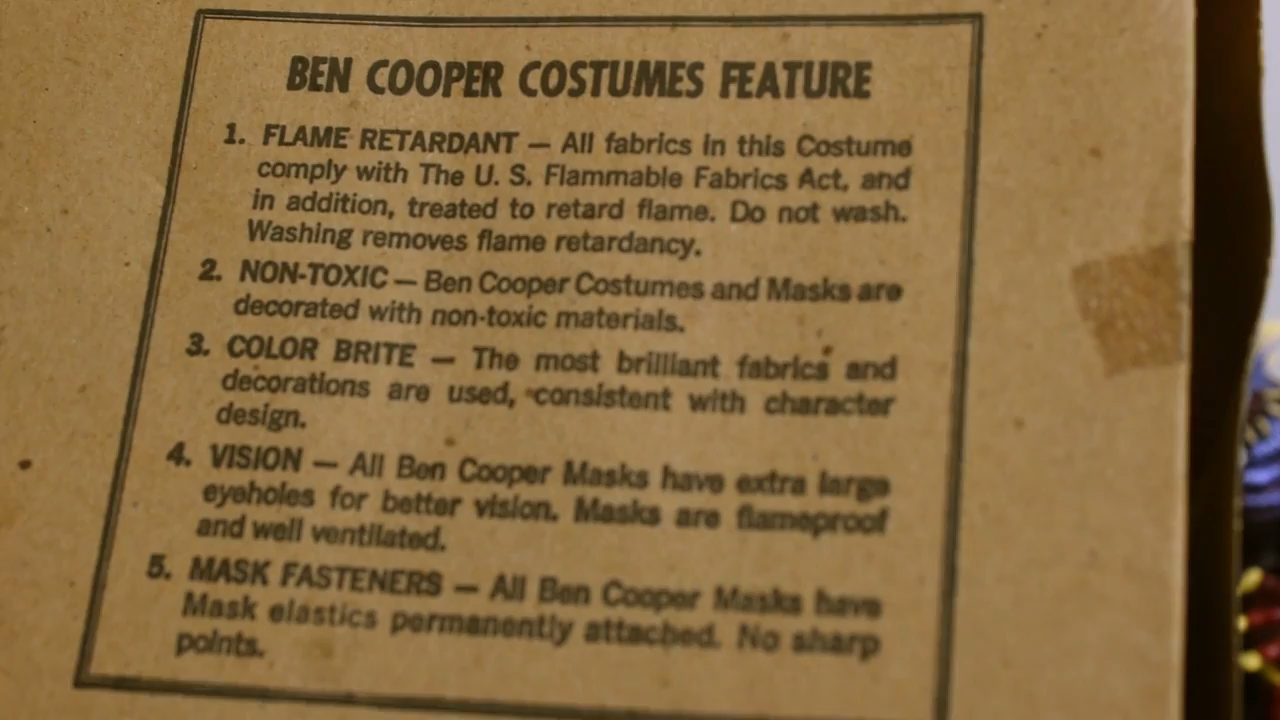 BEN COOPER COSTUMES FEATURE
1. FLAME RETARDANT — All fabrics in this Costume
comply with The U. S. Flammable Fabrics Act, and
in addition, treated to retard flame. Do not wash.
Washing removes flame retardancy.
2. NON-TOXIC — Ben Cooper Costumes and Masks are
decorated with non-toxic materials.
3. COLOR BRITE — The most brilliant fabrics and
decorations are used, consistent with character
design.
4. VISION — All Ben Cooper Masks have extra large
eyeholes for better vision. Masks are flameproof
and well ventilated.
5. MASK FASTENERS — All Ben Cooper Masks have
Mask elastics permanently attached. No sharp
points.